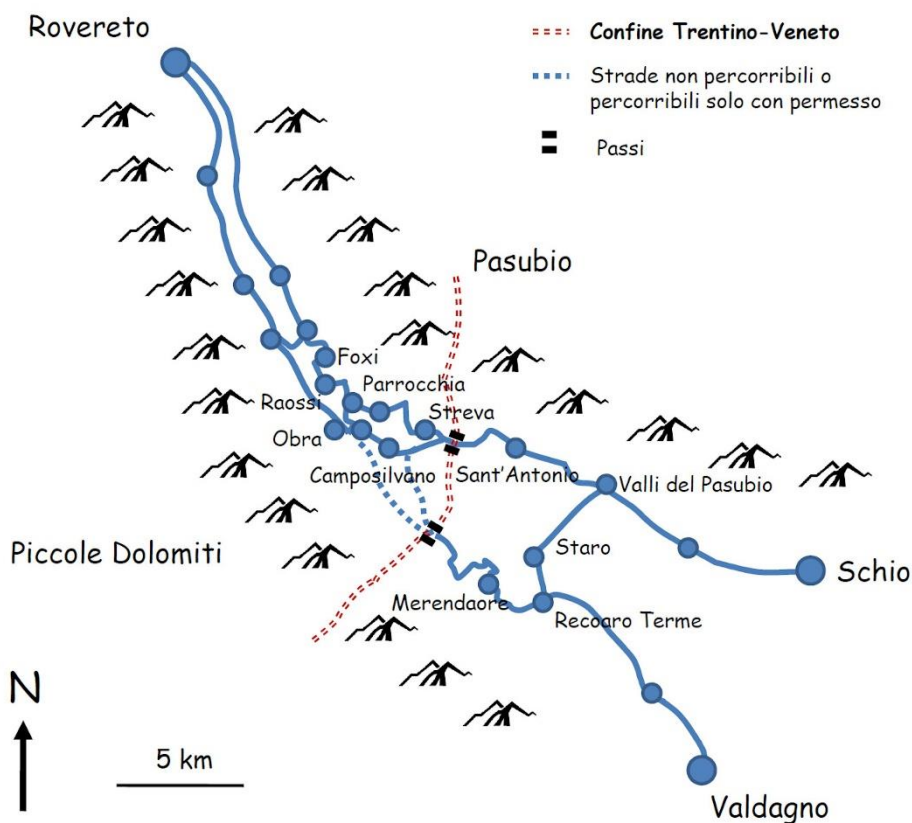 Rovereto
Confine Trentino-Veneto
Strade non percorribili o
percorribili solo con permesso
Passi
Pasubio
Foxi
Parrocchia
Raossi
Streva
Obra
Camposilvano
Sant'Antonio
Valli del Pasubio
Piccole Dolomiti
Staro
Schio
Merendaore
Recoaro Terme
N
5 km
Valdagno